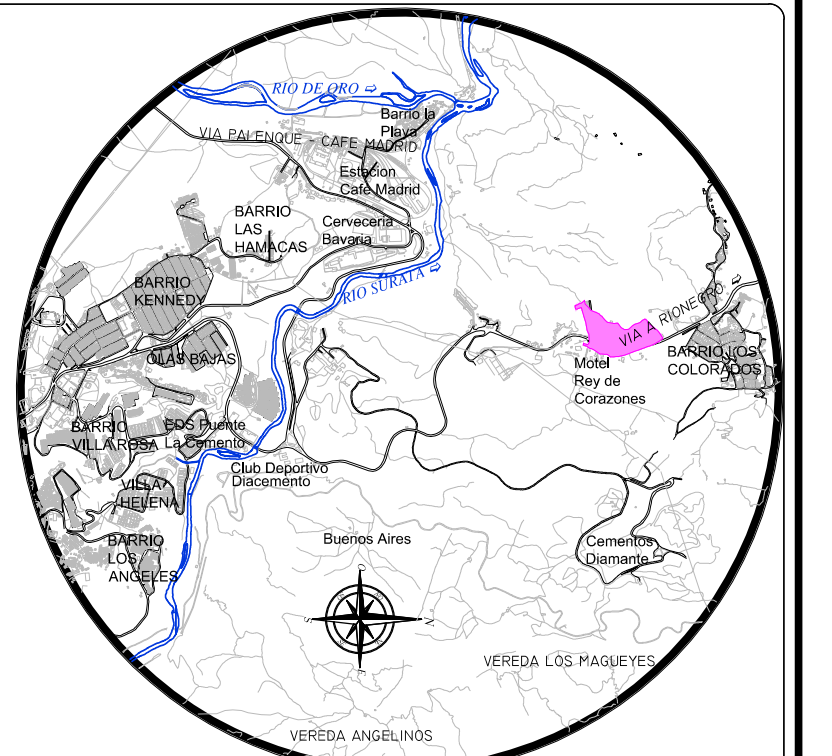 RIO DE ORO ⇨
Barrio la
Playa
VIA PALENQUE - CAFE MADRID
Estacion
Café Madrid
BARRIO
LAS
HAMACAS
Cerveceria
Bavaria
RIO SURATA ⇨
BARRIO
KENNEDY
VIA A RIONEGRO ⇨
OLAS BAJAS
Motel
Rey de
Corazones
BARRIO LOS
COLORADOS
BARRIO
VILLA ROSA
EDS Puente
La Cemento
Club Deportivo
Diacemento
VILLA
HELENA
BARRIO
LOS
ANGELES
Buenos Aires
Cementos
Diamante
O
S
N
E
VEREDA LOS MAGUEYES
VEREDA ANGELINOS